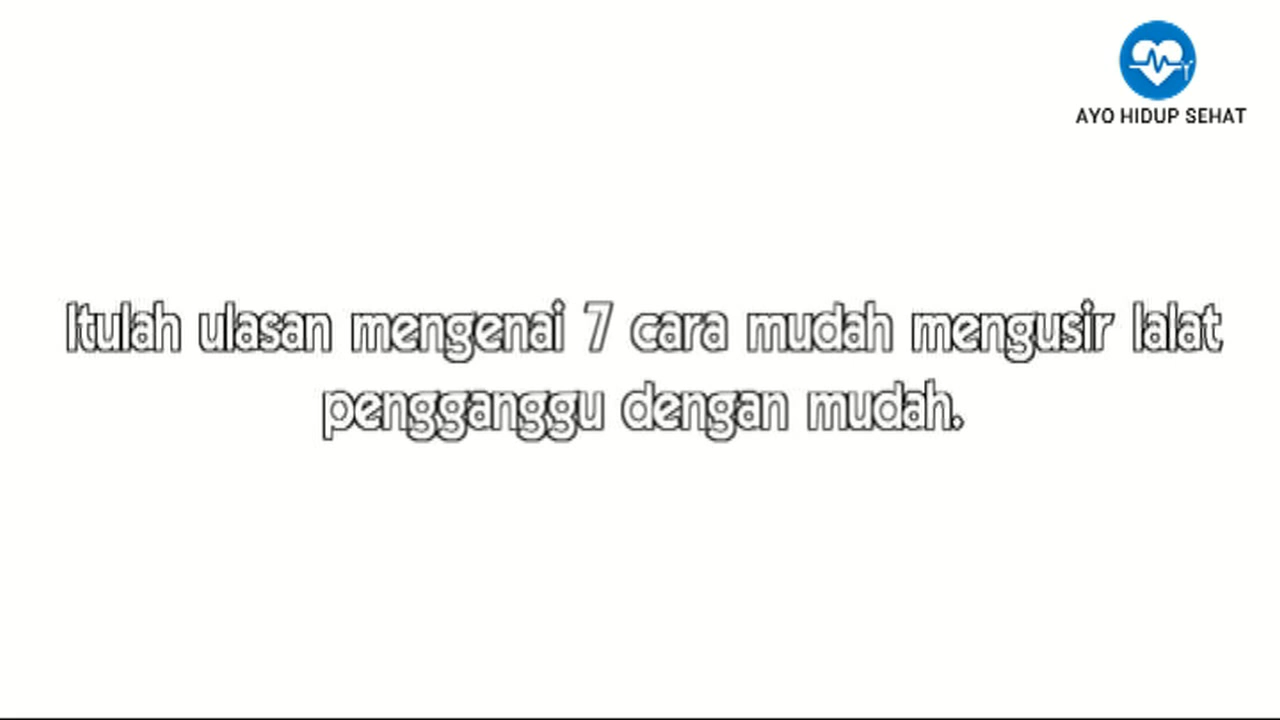 AYO HIDUP SEHAT
Itulah ulasan mengenai 7 cara mudah mengusir lalat
pengganggu dengan mudah.